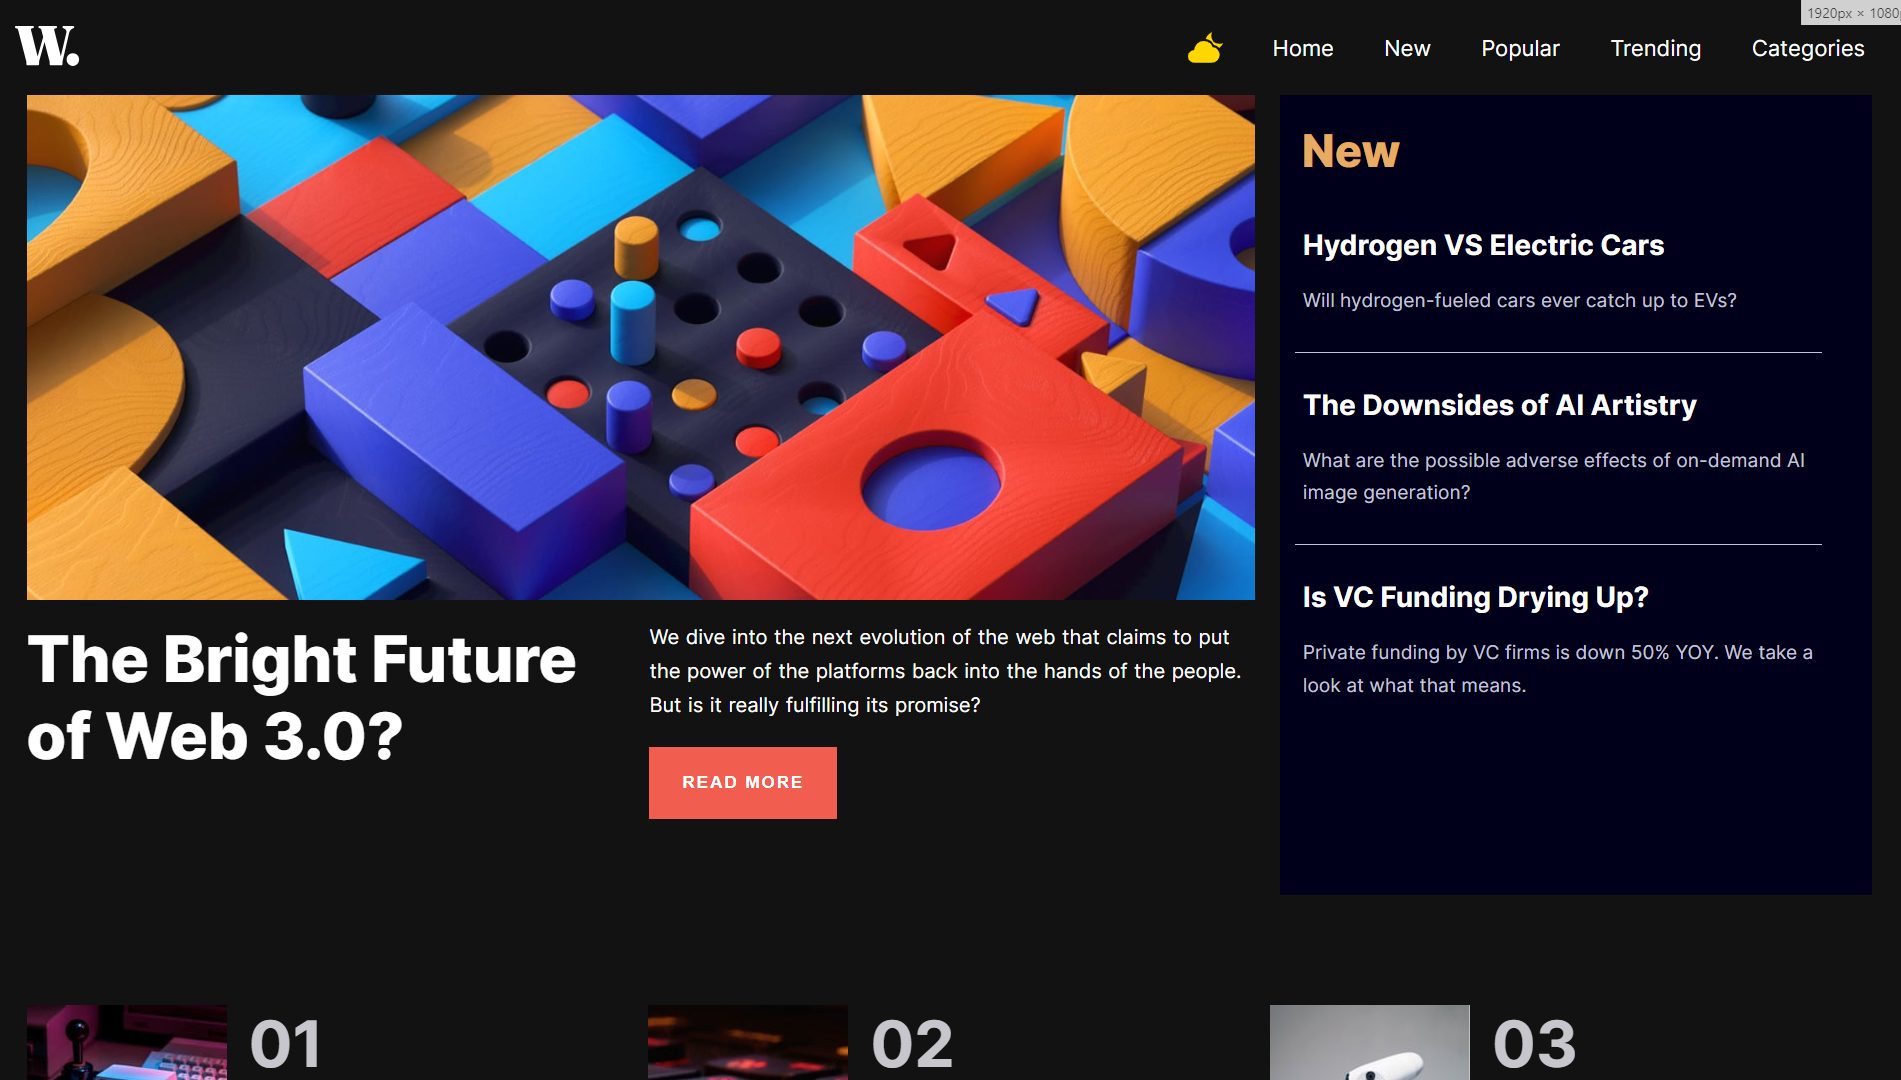 1920px × 1080
W.
Home New Popular Trending Categories
New
Hydrogen VS Electric Cars
Will hydrogen-fueled cars ever catch up to EVs?
The Downsides of AI Artistry
What are the possible adverse effects of on-demand AI
image generation?
Is VC Funding Drying Up?
Private funding by VC firms is down 50% YOY. We take a
look at what that means.
The Bright Future
of Web 3.0?
We dive into the next evolution of the web that claims to put
the power of the platforms back into the hands of the people.
But is it really fulfilling its promise?
READ MORE
01
02
03